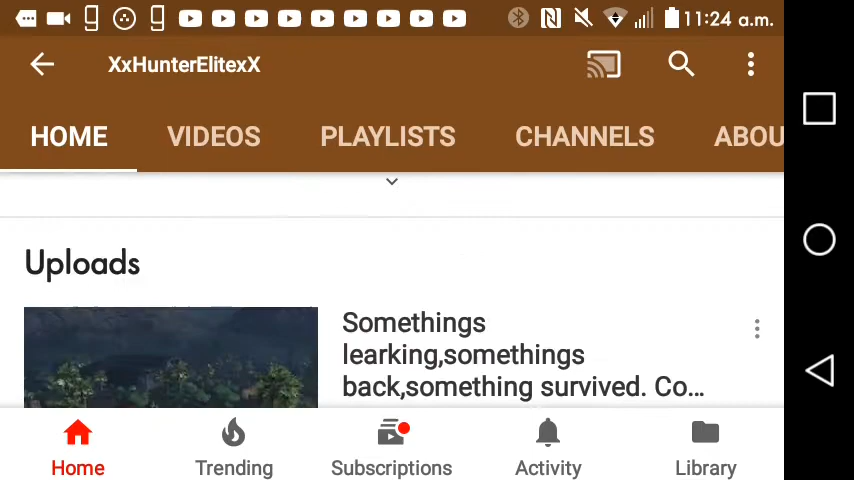 11:24 a.m.
XxHunterElitexX
HOME VIDEOS PLAYLISTS CHANNELS ABOU
Uploads
Somethings
learking,somethings
back,something survived. Co...
Home Trending Subscriptions Activity Library